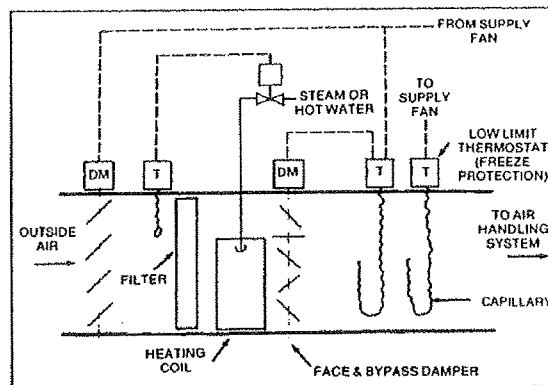 FROM SUPPLY
FAN
TO
SUPPLY
FAN
STEAM OR
HOT WATER
LOW LIMIT
THERMOSTAT
(FREEZE
PROTECTION)
DM
T
DM
T
T
OUTSIDE
AIR
TO AIR
HANDLING
SYSTEM
FILTER
CAPILLARY
HEATING
COIL
FACE & BYPASS DAMPER